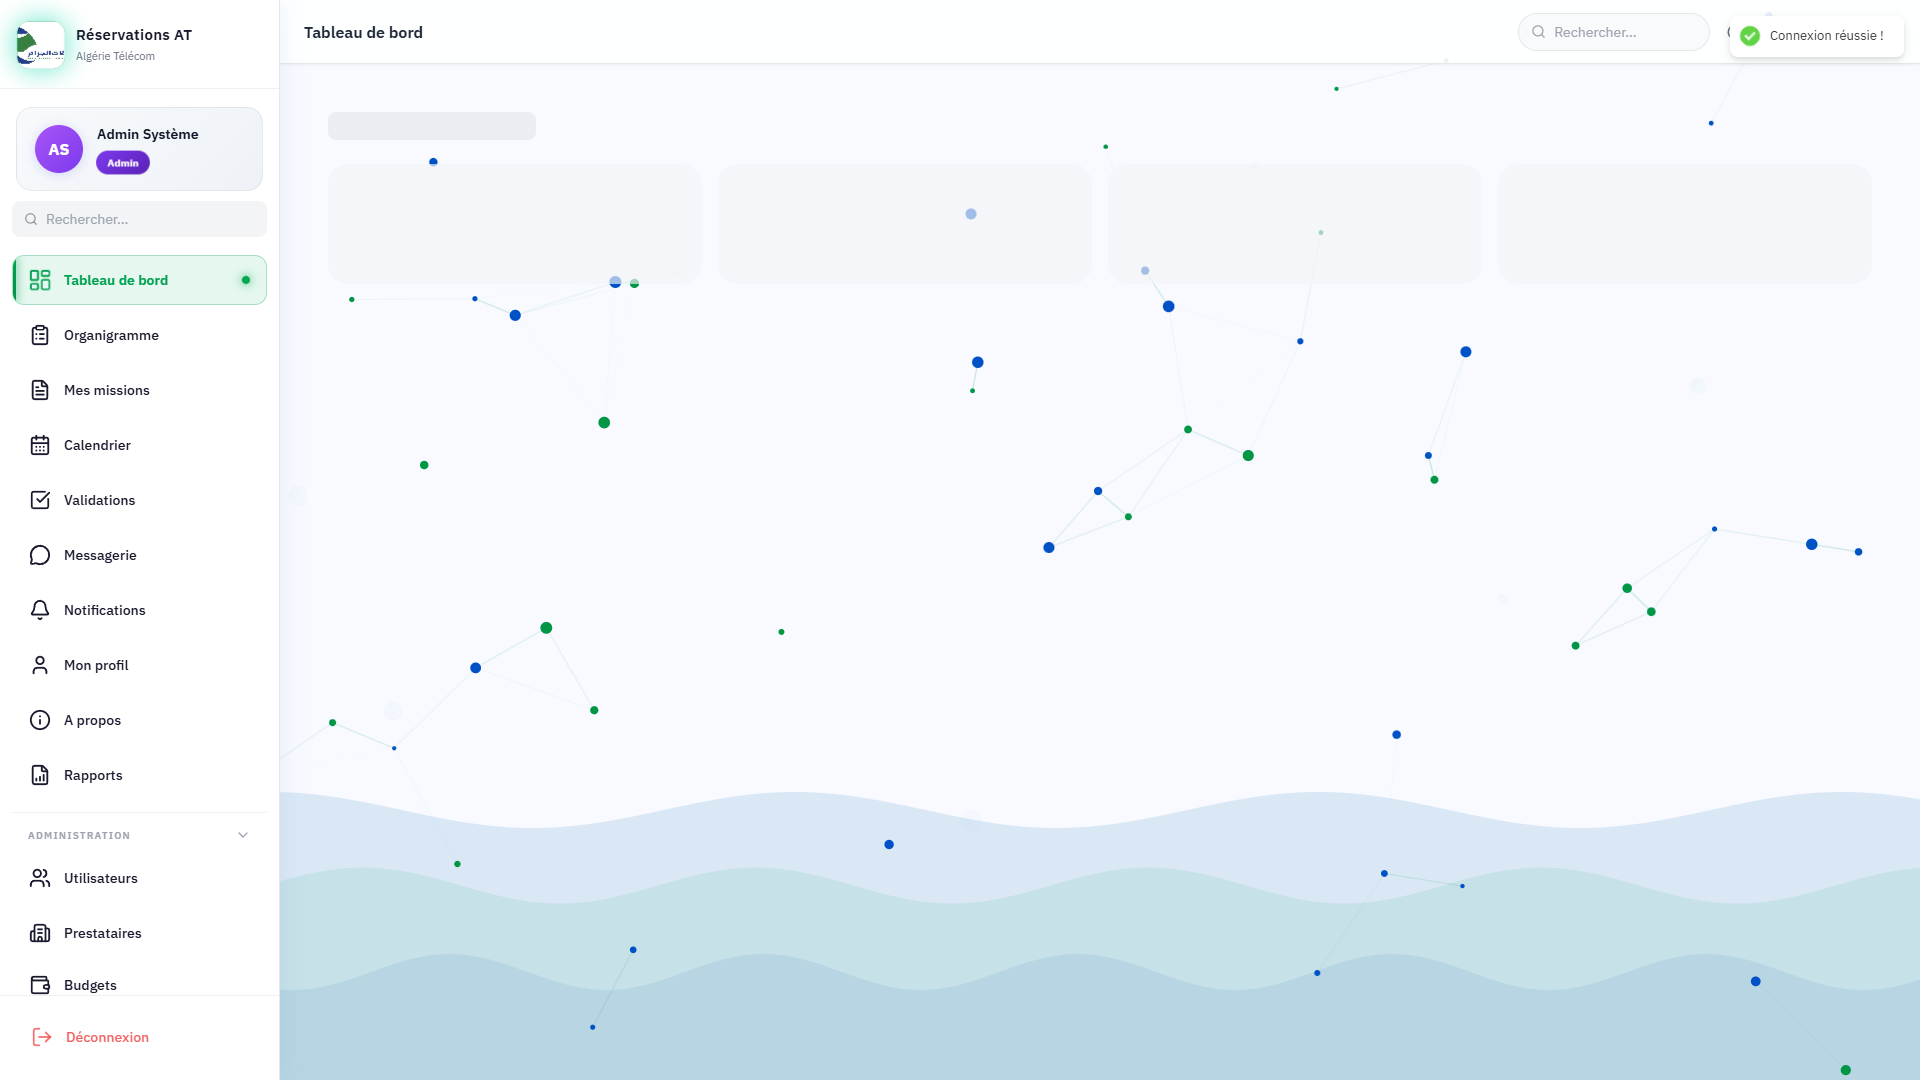 Réservations AT
Algérie Télécom
AS
Admin Système
Admin
Rechercher...
Tableau de bord
Organigramme
Mes missions
Calendrier
Validations
Messagerie
Notifications
Mon profil
A propos
Rapports
ADMINISTRATION
Utilisateurs
Prestataires
Budgets
Déconnexion
Tableau de bord
Rechercher...
Connexion réussie !